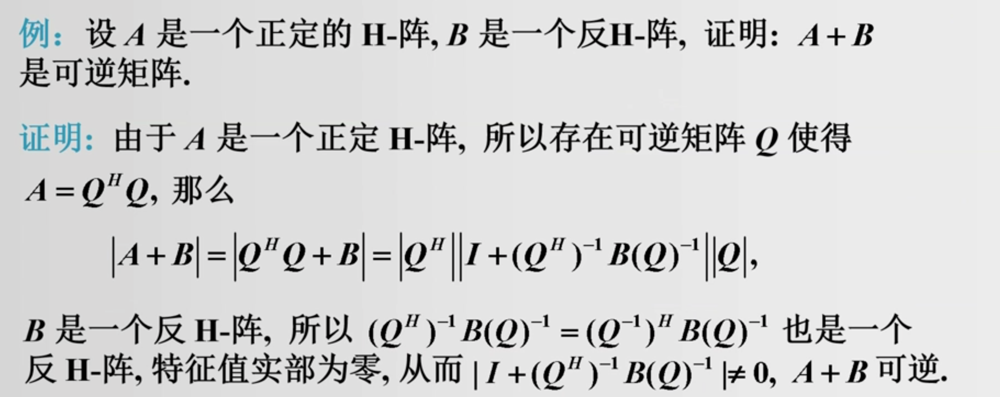 例：设 A 是一个正定的 H-阵, B 是一个反H-阵, 证明：A + B
是可逆矩阵.
证明：由于 A 是一个正定 H-阵, 所以存在可逆矩阵 Q 使得
A = Q^H Q, 那么
|A + B| = |Q^H Q + B| = |Q^H||I + (Q^H)^{-1} B(Q)^{-1}||Q|,
B 是一个反 H-阵, 所以 (Q^H)^{-1} B(Q)^{-1} = (Q^{-1})^H B(Q)^{-1} 也是一个
反 H-阵, 特征值实部为零, 从而 | I + (Q^H)^{-1} B(Q)^{-1} |≠ 0, A + B 可逆.